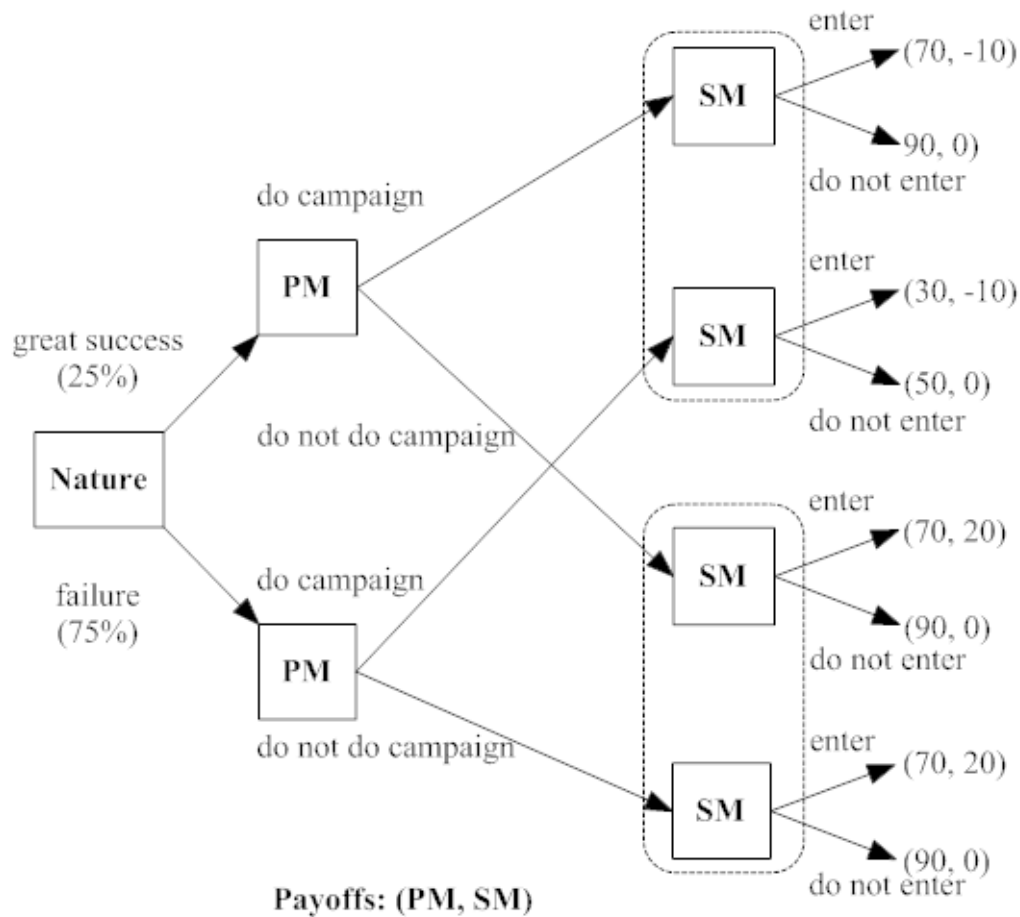 enter
(70, -10)
SM
90, 0)
do not enter
do campaign
enter
PM
(30, -10)
SM
great success
(25%)
(50, 0)
do not enter
do not do campaign
Nature
enter
(70, 20)
SM
do campaign
failure
(75%)
(90, 0)
do not enter
PM
do not do campaign
enter
(70, 20)
SM
(90, 0)
do not enter
Payoffs: (PM, SM)